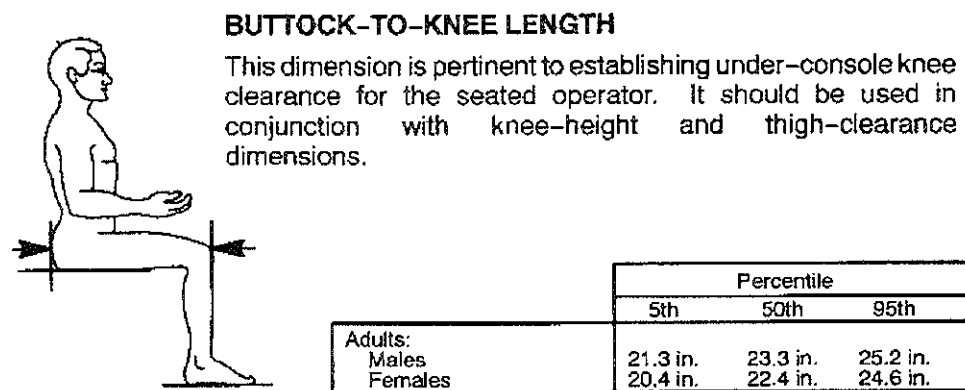 BUTTOCK-TO-KNEE LENGTH
This dimension is pertinent to establishing under-console knee
clearance for the seated operator. It should be used in
conjunction with knee-height and thigh-clearance
dimensions.
Percentile
5th 50th 95th
Adults:
Males 21.3 in. 23.3 in. 25.2 in.
Females 20.4 in. 22.4 in. 24.6 in.